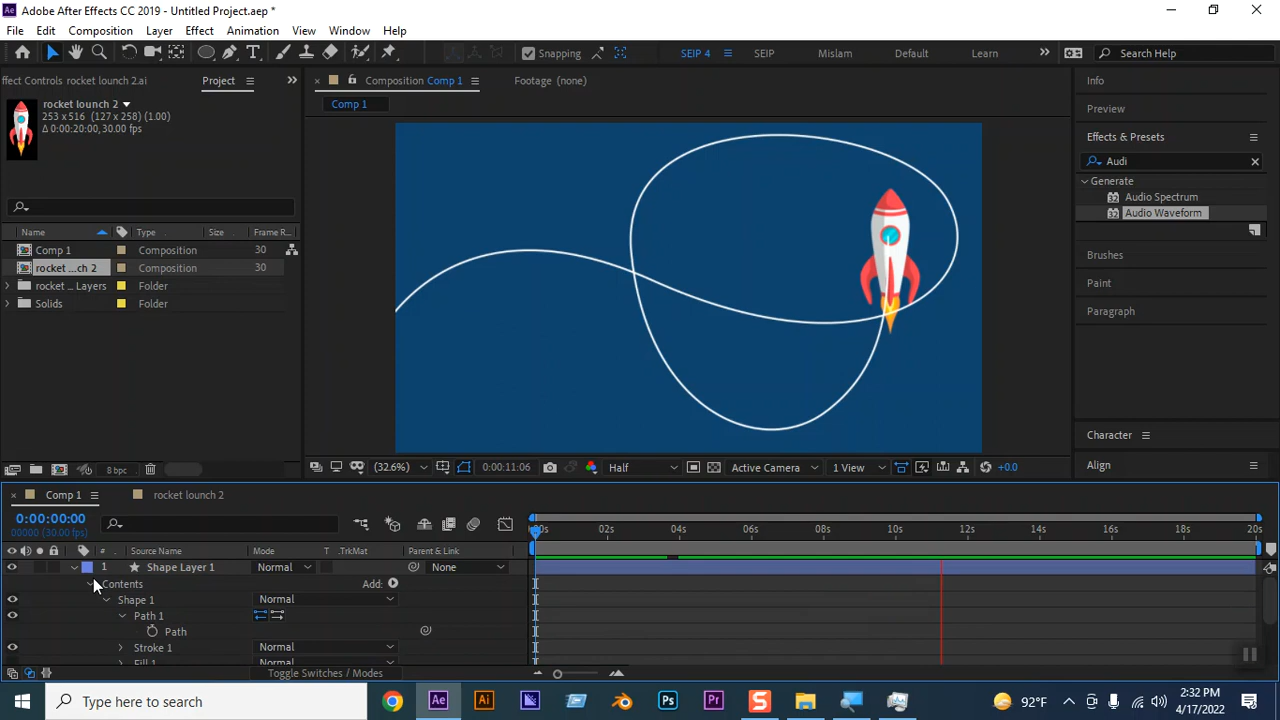 Adobe After Effects CC 2019 - Untitled Project.aep *
File Edit Composition Layer Effect Animation View Window Help
Snapping SEIP 4 SEIP Mislam Default Learn Search Help
ffect Controls rocket lounch 2.ai Project
rocket lounch 2
253 x 516 (127 x 258) (1.00)
Δ 0:00:20:00, 30.00 fps
Name Type Size Frame R
Comp 1 Composition 30
rocket ...ch 2 Composition 30
rocket ... Layers Folder
Solids Folder
8 bpc
Composition Comp 1 Footage (none)
Comp 1
(32.6%) 0:00:11:06 Half Active Camera 1 View +0.0
Info
Preview
Effects & Presets
Audi
Generate
Audio Spectrum
Audio Waveform
Brushes
Paint
Paragraph
Character
Align
Comp 1 rocket lounch 2
0:00:00:00
00000 (30.00 fps)
# Source Name Mode T .TrkMat Parent & Link
1 Shape Layer 1 Normal None
Contents Add:
Shape 1 Normal
Path 1
Path
Stroke 1 Normal
Fill 1
Toggle Switches / Modes
00s 02s 04s 06s 08s 10s 12s 14s 16s 18s 20s
Type here to search
92°F
2:32 PM
4/17/2022